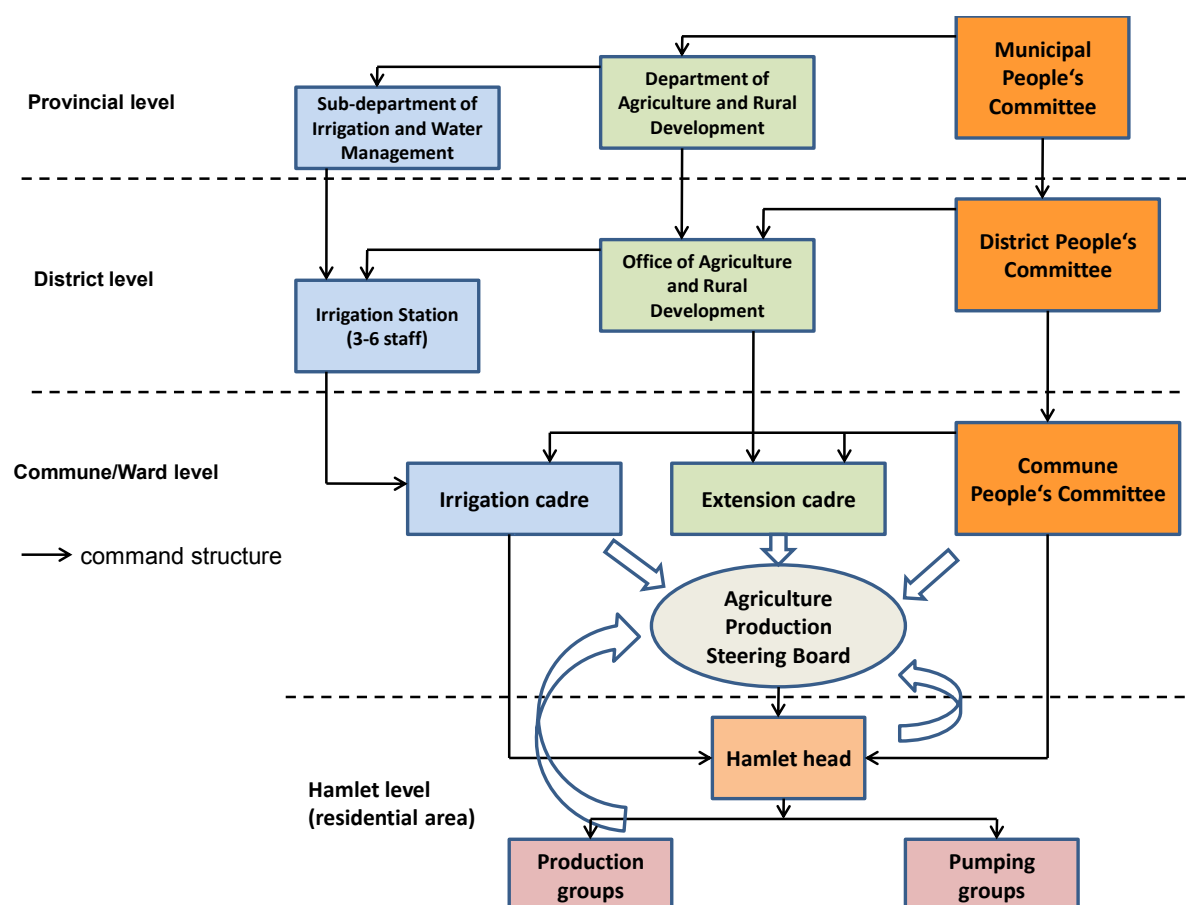 Municipal
People‘s
Committee
Department of
Agriculture and Rural
Development
Provincial level
Sub-department of
Irrigation and Water
Management
District People‘s
Committee
Office of Agriculture
and Rural
Development
District level
Irrigation Station
(3-6 staff)
Commune
People‘s Committee
Commune/Ward level
Irrigation cadre
Extension cadre
command structure
Agriculture
Production
Steering Board
Hamlet head
Hamlet level
(residential area)
Production
groups
Pumping
groups